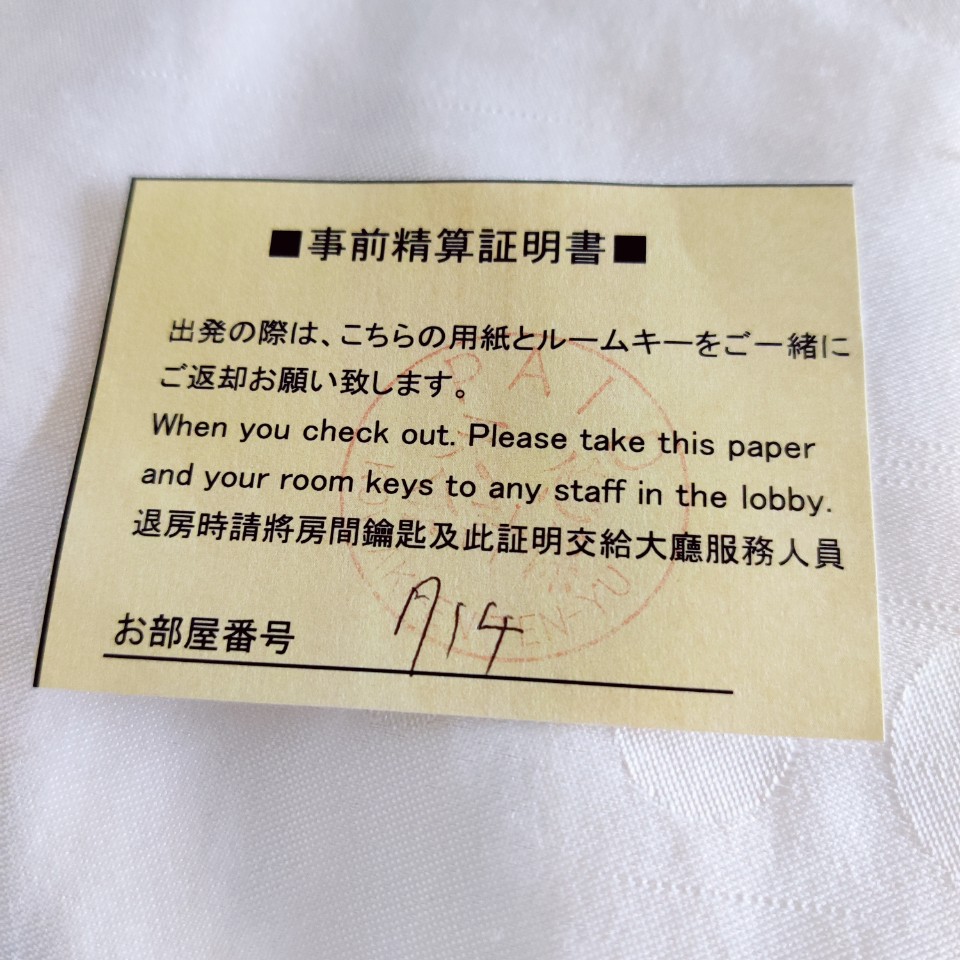 ■事前精算証明書■
出発の際は、こちらの用紙とルームキーをご一緒に
ご返却お願い致します。
When you check out. Please take this paper
and your room keys to any staff in the lobby.
退房時請將房間鑰匙及此証明交給大廳服務人員
お部屋番号 914
PAID